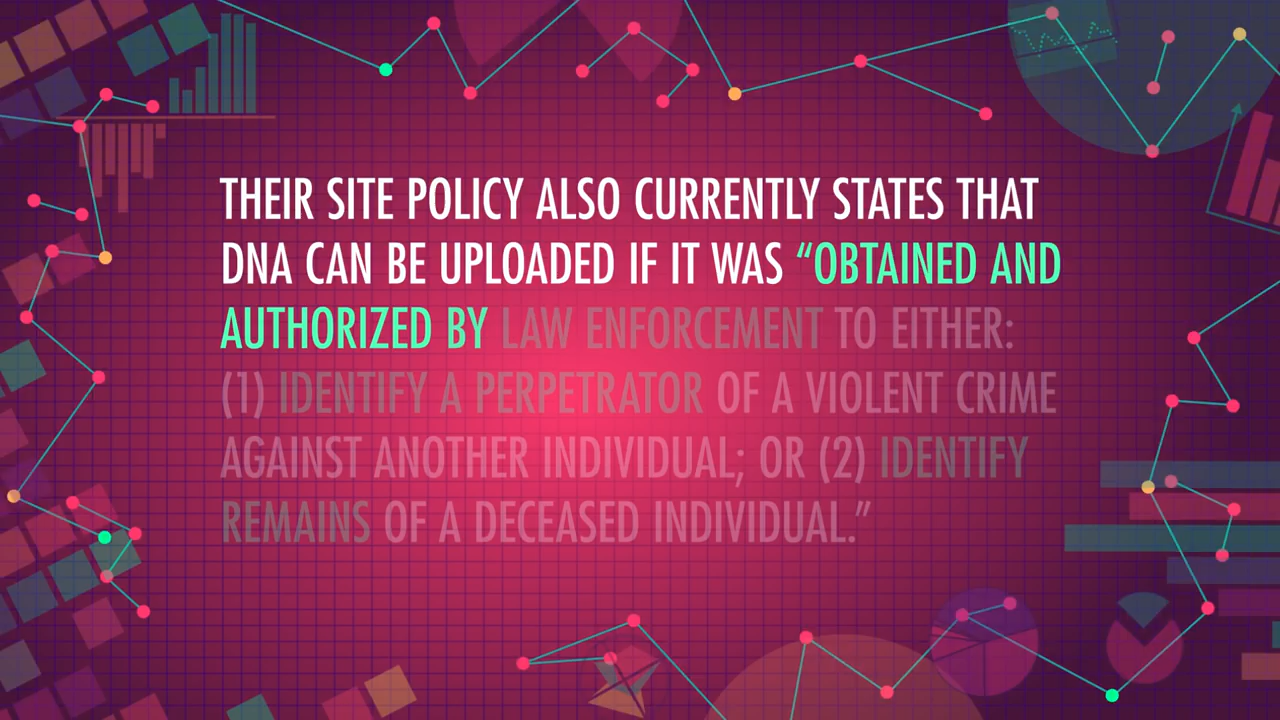 THEIR SITE POLICY ALSO CURRENTLY STATES THAT
DNA CAN BE UPLOADED IF IT WAS “OBTAINED AND
AUTHORIZED BY LAW ENFORCEMENT TO EITHER:
(1) IDENTIFY A PERPETRATOR OF A VIOLENT CRIME
AGAINST ANOTHER INDIVIDUAL; OR (2) IDENTIFY
REMAINS OF A DECEASED INDIVIDUAL.”